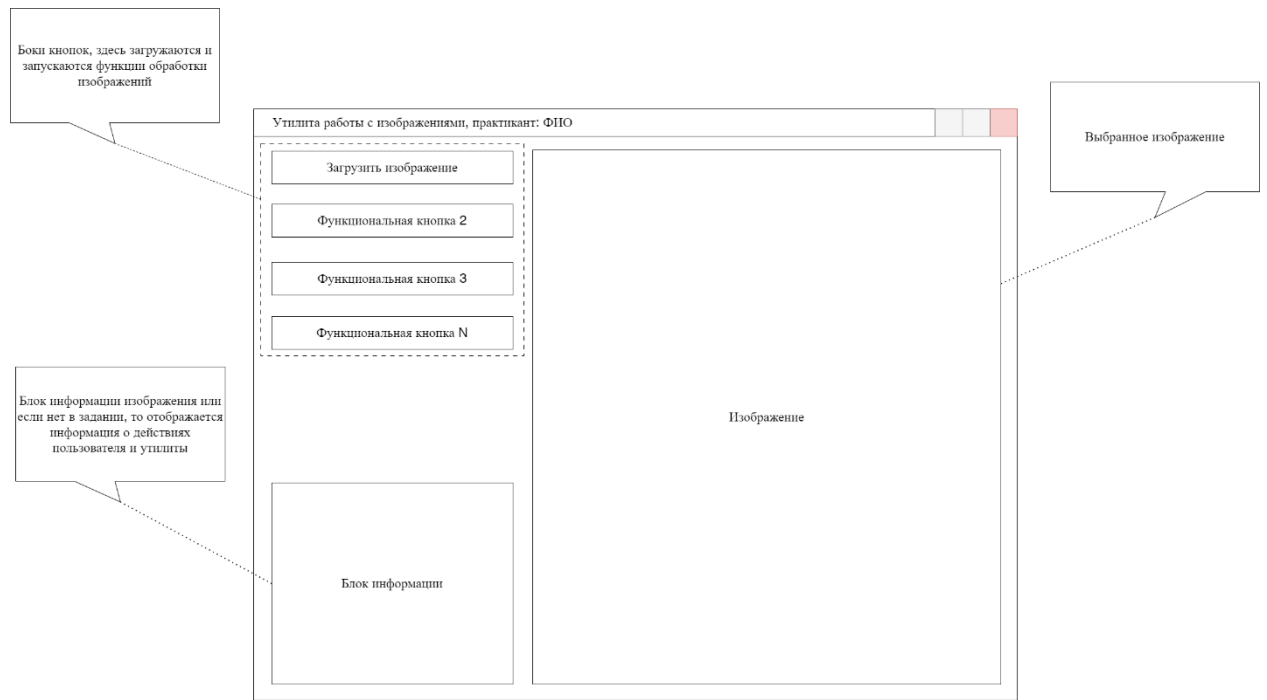 Боки кнопок, здесь загружаются и
запускаются функции обработки
изображений
Утилита работы с изображениями, практикант: ФИО
Выбранное изображение
Загрузить изображение
Функциональная кнопка 2
Функциональная кнопка 3
Функциональная кнопка N
Блок информации изображения или
если нет в задании, то отображается
информация о действиях
пользователя и утилиты
Изображение
Блок информации